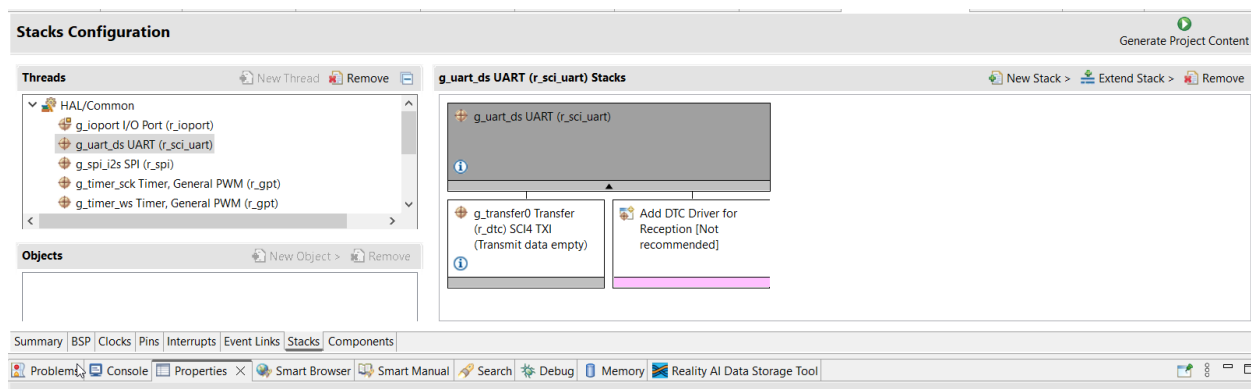 Stacks Configuration
Generate Project Content
Threads
New Thread
Remove
HAL/Common
g_ioport I/O Port (r_ioport)
g_uart_ds UART (r_sci_uart)
g_spi_i2s SPI (r_spi)
g_timer_sck Timer, General PWM (r_gpt)
g_timer_ws Timer, General PWM (r_gpt)
Objects
New Object >
Remove
g_uart_ds UART (r_sci_uart) Stacks
New Stack >
Extend Stack >
Remove
g_uart_ds UART (r_sci_uart)
g_transfer0 Transfer
(r_dtc) SCI4 TXI
(Transmit data empty)
Add DTC Driver for
Reception [Not
recommended]
Summary BSP Clocks Pins Interrupts Event Links Stacks Components
Problems Console Properties Smart Browser Smart Manual Search Debug Memory Reality AI Data Storage Tool